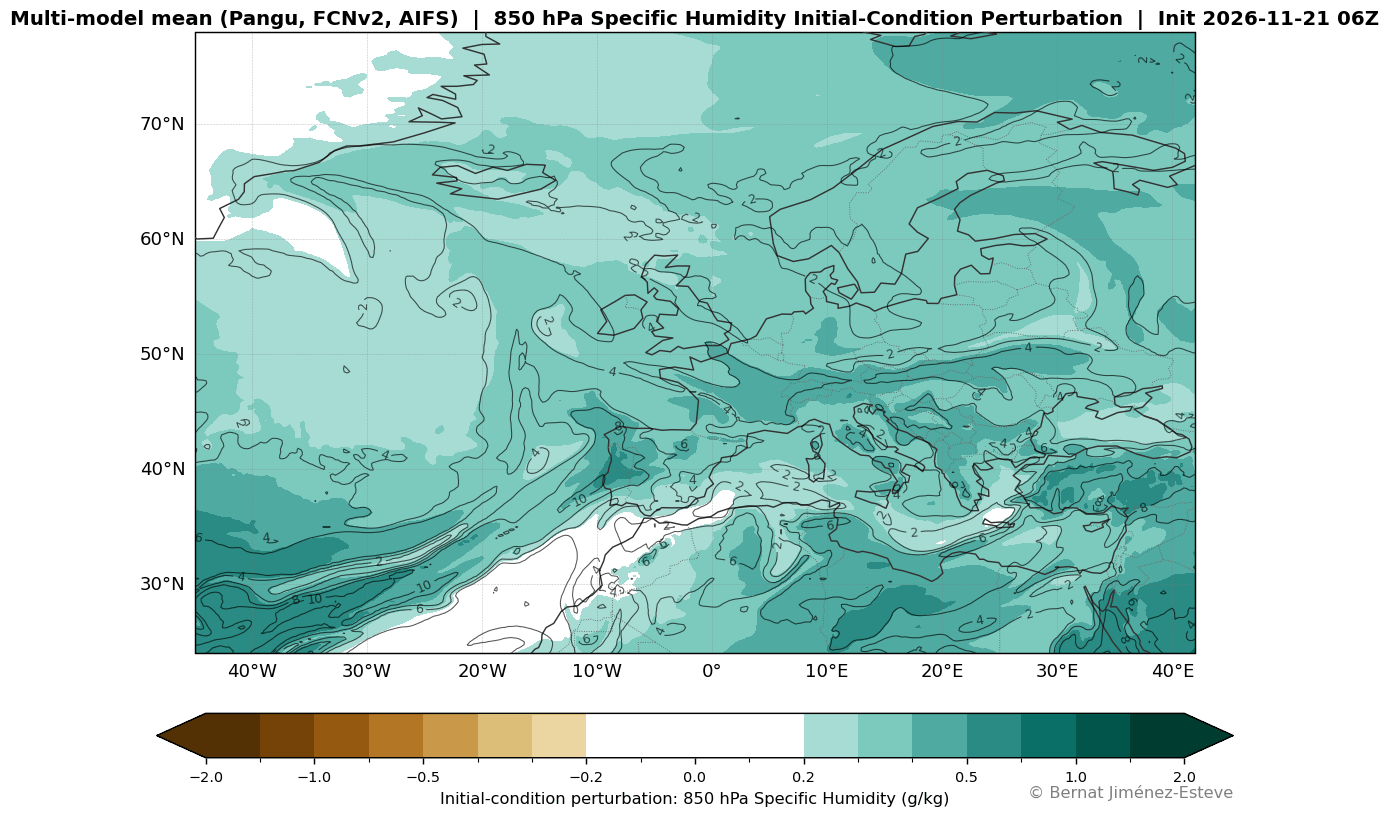 Multi-model mean (Pangu, FCNv2, AIFS) | 850 hPa Specific Humidity Initial-Condition Perturbation | Init 2026-11-21 06Z
70°N
60°N
50°N
40°N
30°N
40°W 30°W 20°W 10°W 0° 10°E 20°E 30°E 40°E
−2.0 −1.0 −0.5 −0.2 0.0 0.2 0.5 1.0 2.0
Initial-condition perturbation: 850 hPa Specific Humidity (g/kg)
© Bernat Jiménez-Esteve